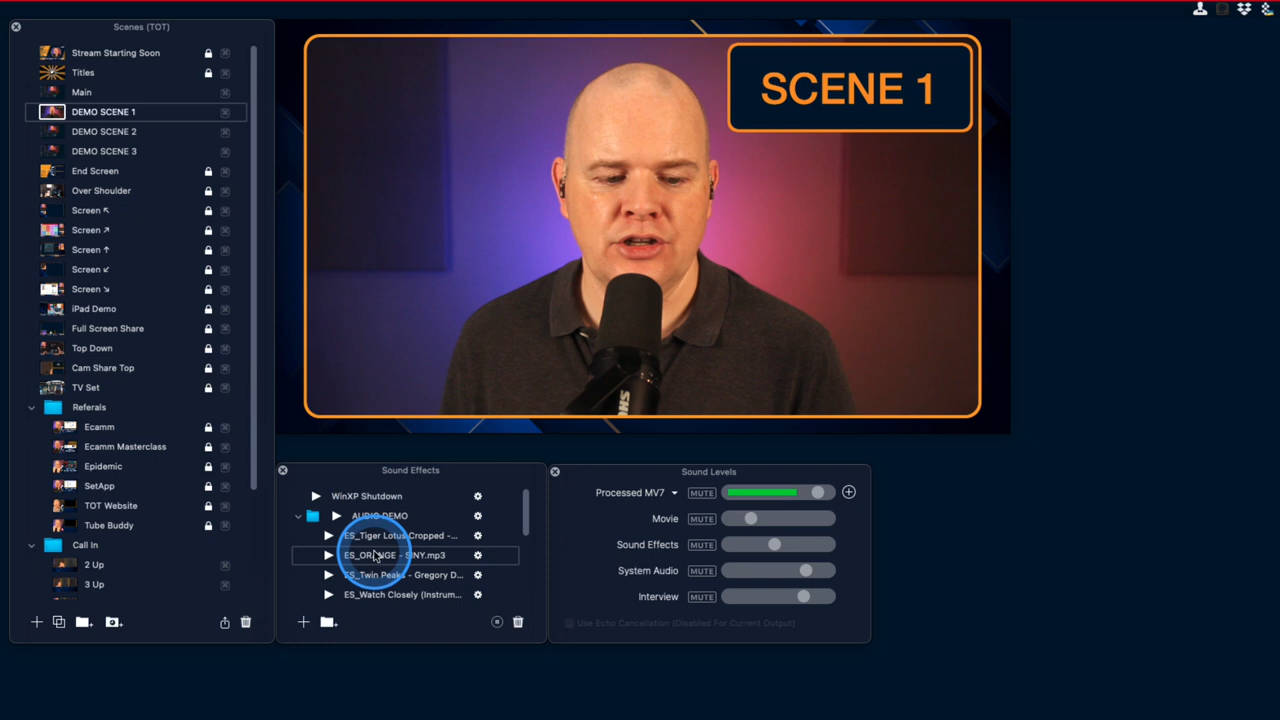 Scenes (TOT)
Stream Starting Soon
Titles
Main
DEMO SCENE 1
DEMO SCENE 2
DEMO SCENE 3
End Screen
Over Shoulder
Screen ↖
Screen ↗
Screen ↑
Screen ↙
Screen ↘
iPad Demo
Full Screen Share
Top Down
Cam Share Top
TV Set
Referals
Ecamm
Ecamm Masterclass
Epidemic
SetApp
TOT Website
Tube Buddy
Call In
2 Up
3 Up
SCENE 1
SHU
Sound Effects
WinXP Shutdown
AUDIO DEMO
ES_Tiger Lotus Cropped -...
ES_ORANGE - SINY.mp3
ES_Twin Peaks - Gregory D...
ES_Watch Closely (Instrum...
Sound Levels
Processed MV7 MUTE
Movie MUTE
Sound Effects MUTE
System Audio MUTE
Interview MUTE
Use Echo Cancellation (Disabled For Current Output)